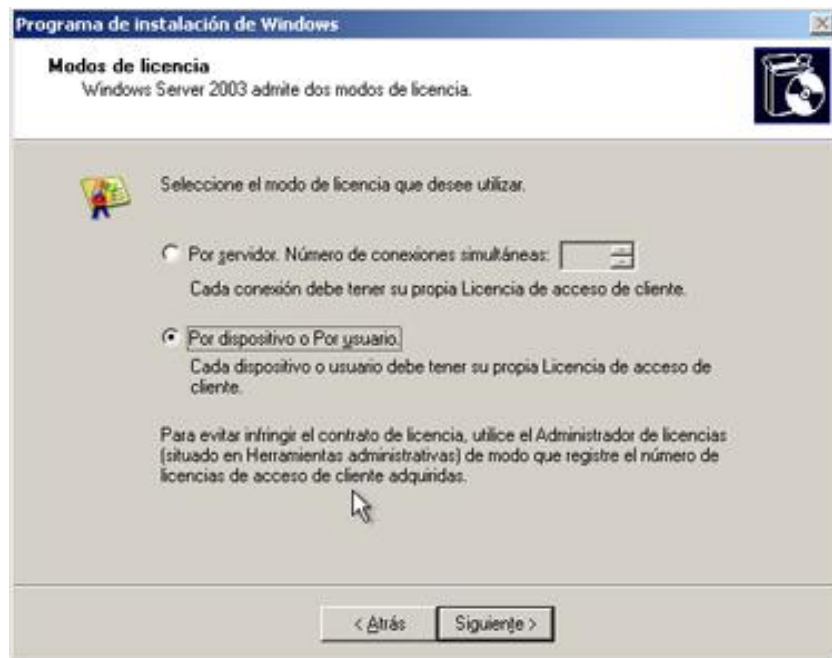 Programa de instalación de Windows
Modos de licencia
Windows Server 2003 admite dos modos de licencia.
Seleccione el modo de licencia que desee utilizar.
Por servidor. Número de conexiones simultáneas:
Cada conexión debe tener su propia Licencia de acceso de cliente.
Por dispositivo o Por usuario.
Cada dispositivo o usuario debe tener su propia Licencia de acceso de
cliente.
Para evitar infringir el contrato de licencia, utilice el Administrador de licencias
(situado en Herramientas administrativas) de modo que registre el número de
licencias de acceso de cliente adquiridas.
< Atrás Siguiente >